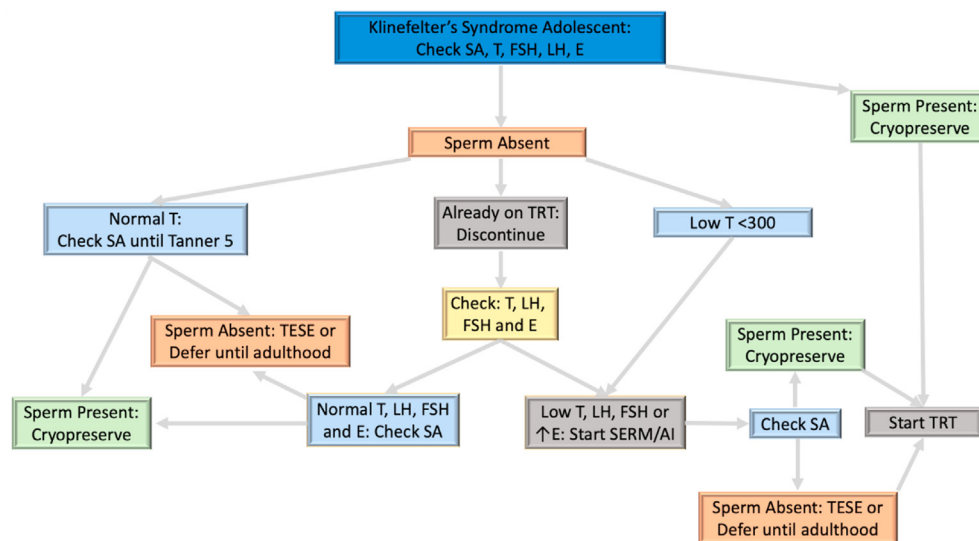 Klinefelter's Syndrome Adolescent:
Check SA, T, FSH, LH, E
Sperm Present:
Cryopreserve
Sperm Absent
Normal T:
Check SA until Tanner 5
Already on TRT:
Discontinue
Low T <300
Check: T, LH,
FSH and E
Sperm Absent: TESE or
Defer until adulthood
Sperm Present:
Cryopreserve
Sperm Present:
Cryopreserve
Normal T, LH, FSH
and E: Check SA
Low T, LH, FSH or
↑E: Start SERM/AI
Check SA
Start TRT
Sperm Absent: TESE or
Defer until adulthood